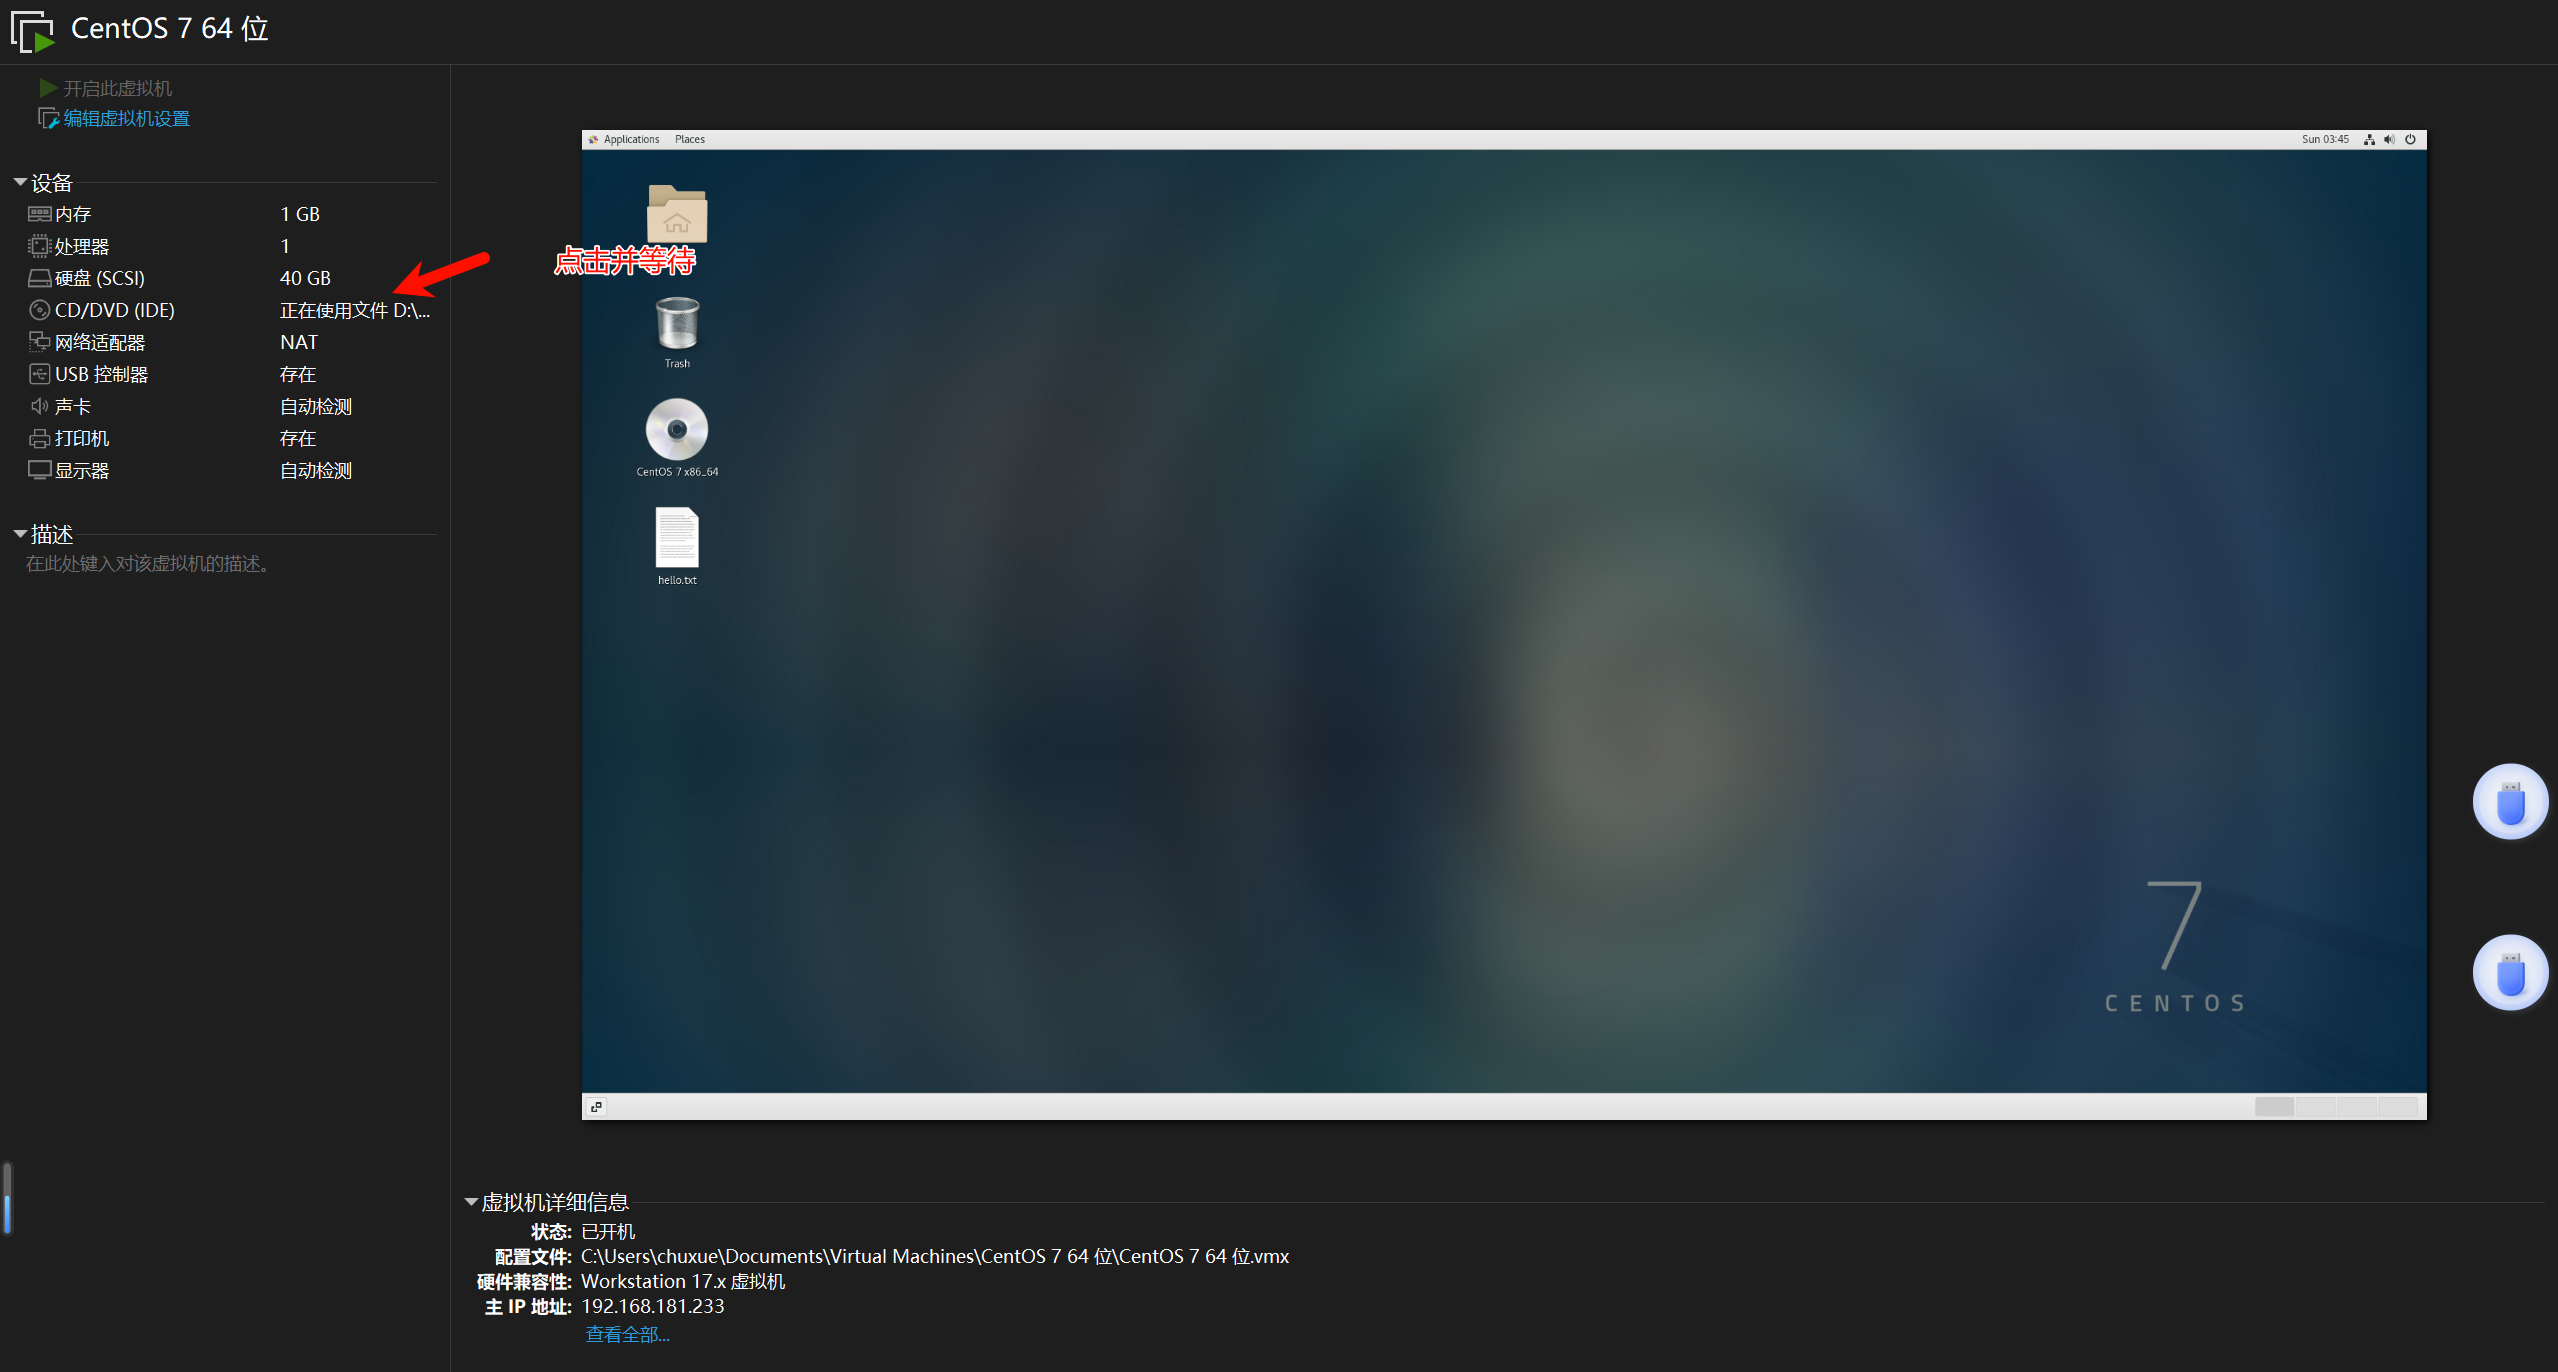 CentOS 7 64 位
开启此虚拟机
编辑虚拟机设置
设备
内存 1 GB
处理器 1
硬盘 (SCSI) 40 GB
CD/DVD (IDE) 正在使用文件 D:\...
网络适配器 NAT
USB 控制器 存在
声卡 自动检测
打印机 存在
显示器 自动检测
描述
在此处键入对该虚拟机的描述。
Applications Places Sun 03:45
点击并等待
Trash
CentOS 7 x86_64
hello.txt
7
CENTOS
虚拟机详细信息
状态: 已开机
配置文件: C:\Users\chuxue\Documents\Virtual Machines\CentOS 7 64 位\CentOS 7 64 位.vmx
硬件兼容性: Workstation 17.x 虚拟机
主 IP 地址: 192.168.181.233
查看全部...